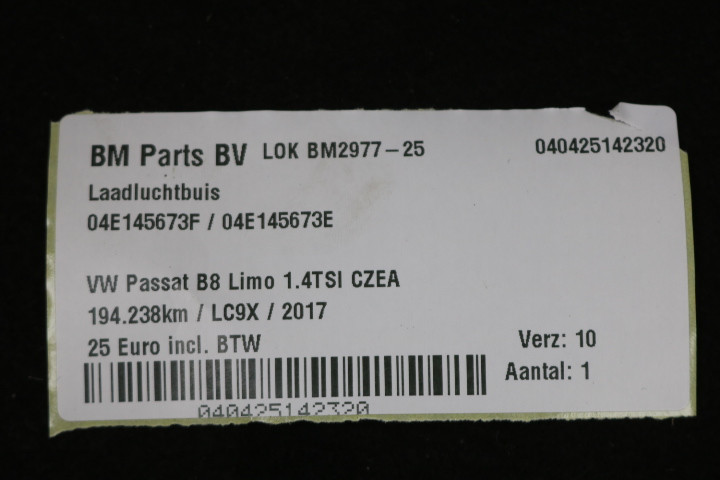 BM Parts BV LOK BM2977-25 040425142320
Laadluchtbuis
04E145673F / 04E145673E
VW Passat B8 Limo 1.4TSI CZEA
194.238km / LC9X / 2017
25 Euro incl. BTW Verz: 10
Aantal: 1
040425142320